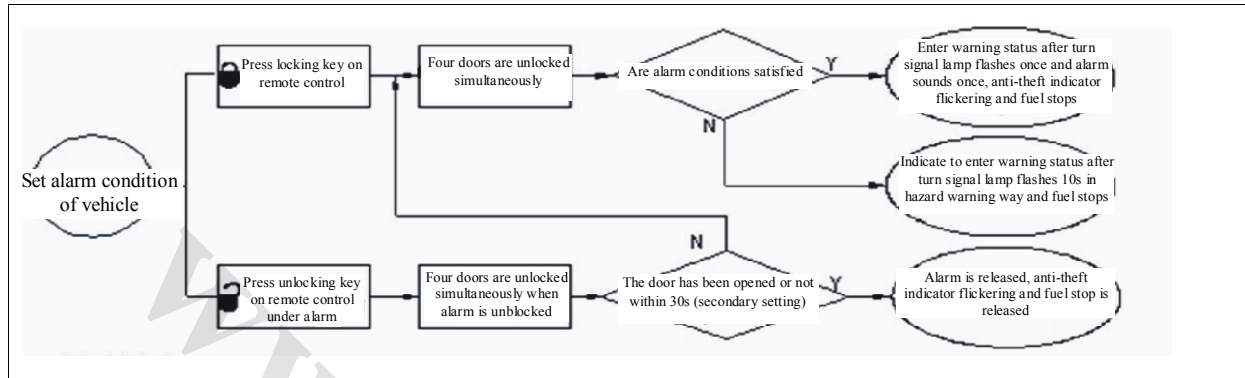 Set alarm condition
of vehicle
Press locking key on
remote control
Four doors are unlocked
simultaneously
Are alarm conditions satisfied
Y
Enter warning status after turn
signal lamp flashes once and alarm
sounds once, anti-theft indicator
flickering and fuel stops
N
Indicate to enter warning status after
turn signal lamp flashes 10s in
hazard warning way and fuel stops
Press unlocking key
on remote control
under alarm
Four doors are unlocked
simultaneously when
alarm is unblocked
N
The door has been opened or not
within 30s (secondary setting)
Y
Alarm is released, anti-theft
indicator flickering and fuel stop is
released